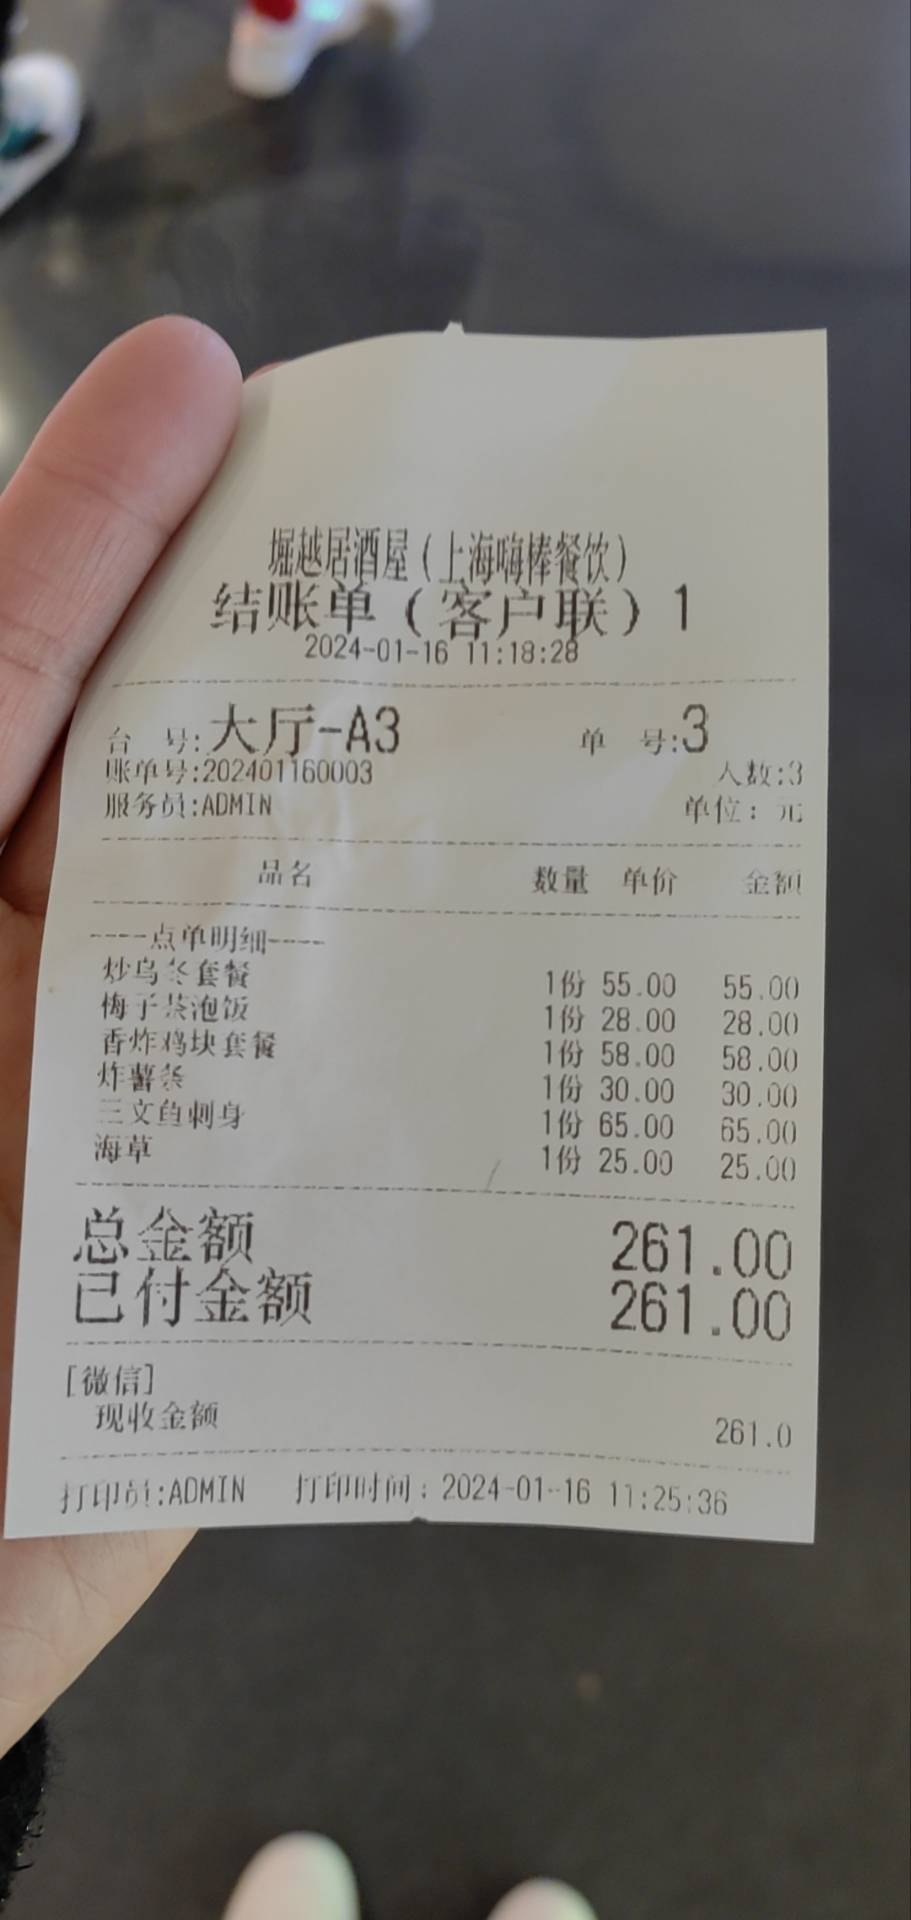 堀越居酒屋(上海嗨棒餐饮)
结账单(客户联)1
2024-01-16 11:18:28
台 号:大厅-A3 单 号:3
账单号:202401160003 人数:3
服务员:ADMIN 单位: 元
品名 数量 单价 金额
----点单明细----
炒乌冬套餐 1份 55.00 55.00
梅子茶泡饭 1份 28.00 28.00
香炸鸡块套餐 1份 58.00 58.00
炸薯条 1份 30.00 30.00
三文鱼刺身 1份 65.00 65.00
海草 1份 25.00 25.00
总金额 261.00
已付金额 261.00
[微信]
现收金额 261.0
打印员:ADMIN 打印时间: 2024-01-16 11:25:36